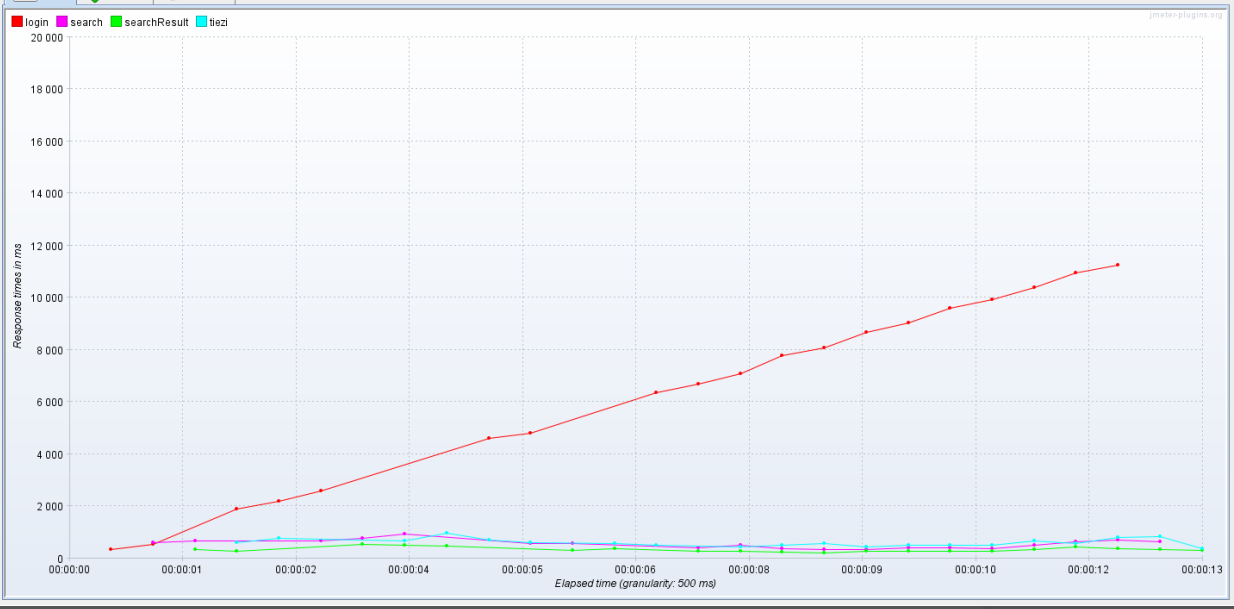 jmeter-plugins.org
login search searchResult tiezi
20 000
18 000
16 000
14 000
12 000
10 000
8 000
6 000
4 000
2 000
0
Response times in ms
00:00:00 00:00:01 00:00:02 00:00:04 00:00:05 00:00:06 00:00:08 00:00:09 00:00:10 00:00:12 00:00:13
Elapsed time (granularity: 500 ms)